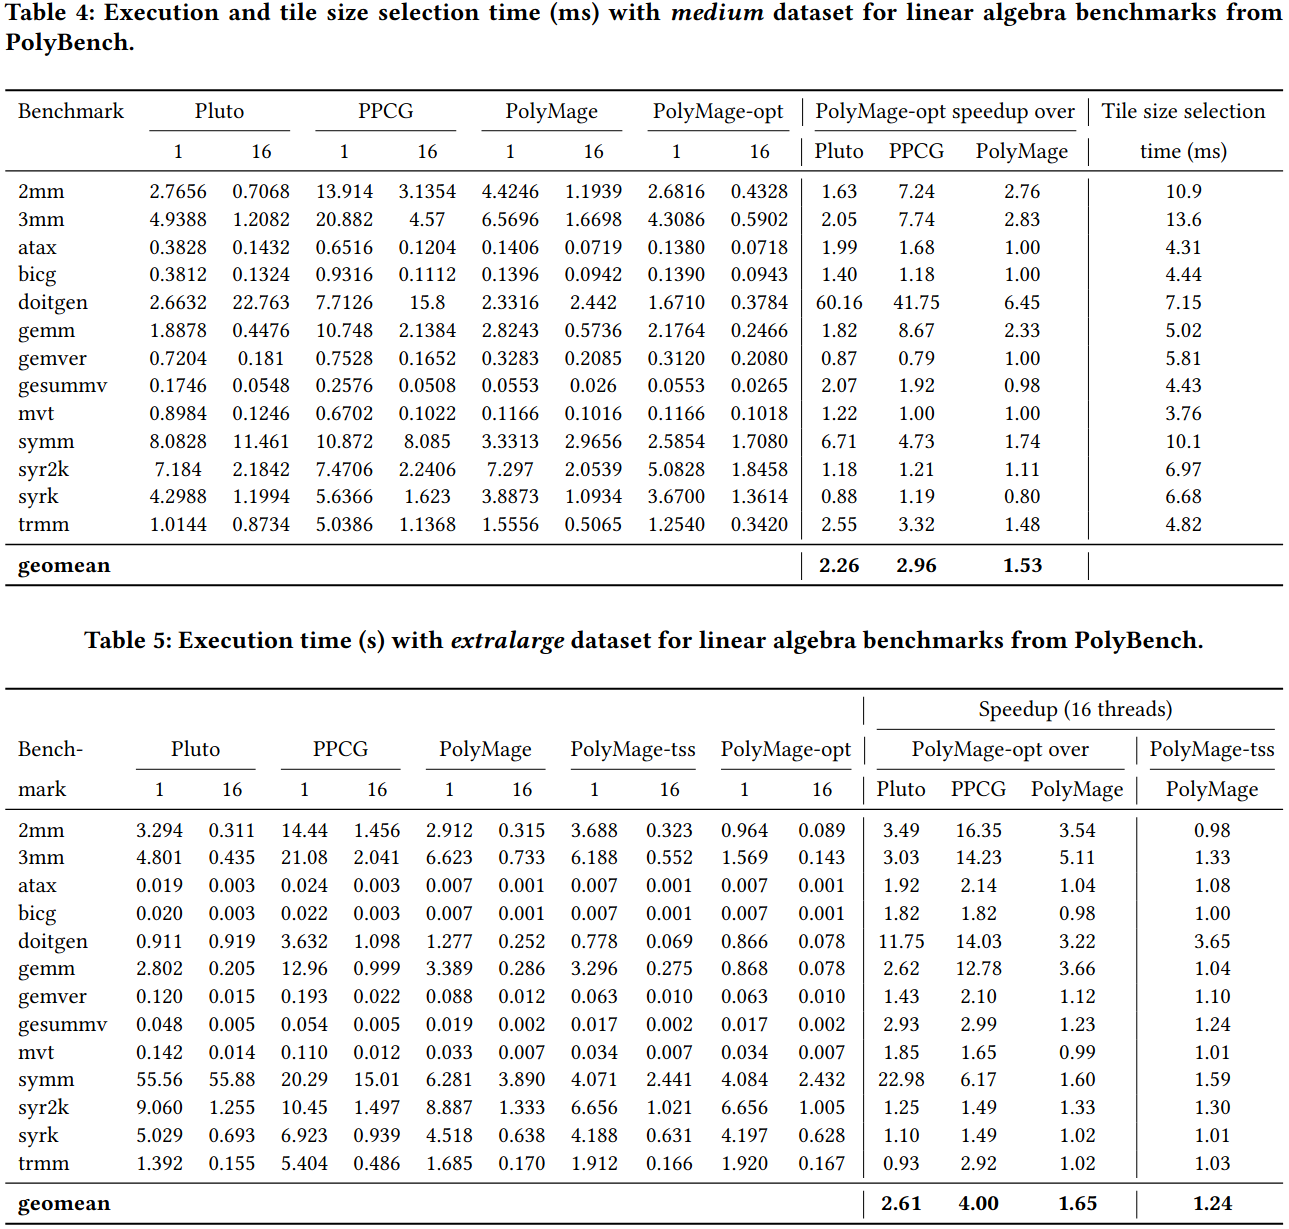 Table 4: Execution and tile size selection time (ms) with medium dataset for linear algebra benchmarks from
PolyBench.
Benchmark Pluto PPCG PolyMage PolyMage-opt PolyMage-opt speedup over Tile size selection
1 16 1 16 1 16 1 16 Pluto PPCG PolyMage time (ms)
2mm 2.7656 0.7068 13.914 3.1354 4.4246 1.1939 2.6816 0.4328 1.63 7.24 2.76 10.9
3mm 4.9388 1.2082 20.882 4.57 6.5696 1.6698 4.3086 0.5902 2.05 7.74 2.83 13.6
atax 0.3828 0.1432 0.6516 0.1204 0.1406 0.0719 0.1380 0.0718 1.99 1.68 1.00 4.31
bicg 0.3812 0.1324 0.9316 0.1112 0.1396 0.0942 0.1390 0.0943 1.40 1.18 1.00 4.44
doitgen 2.6632 22.763 7.7126 15.8 2.3316 2.442 1.6710 0.3784 60.16 41.75 6.45 7.15
gemm 1.8878 0.4476 10.748 2.1384 2.8243 0.5736 2.1764 0.2466 1.82 8.67 2.33 5.02
gemver 0.7204 0.181 0.7528 0.1652 0.3283 0.2085 0.3120 0.2080 0.87 0.79 1.00 5.81
gesummv 0.1746 0.0548 0.2576 0.0508 0.0553 0.026 0.0553 0.0265 2.07 1.92 0.98 4.43
mvt 0.8984 0.1246 0.6702 0.1022 0.1166 0.1016 0.1166 0.1018 1.22 1.00 1.00 3.76
symm 8.0828 11.461 10.872 8.085 3.3313 2.9656 2.5854 1.7080 6.71 4.73 1.74 10.1
syr2k 7.184 2.1842 7.4706 2.2406 7.297 2.0539 5.0828 1.8458 1.18 1.21 1.11 6.97
syrk 4.2988 1.1994 5.6366 1.623 3.8873 1.0934 3.6700 1.3614 0.88 1.19 0.80 6.68
trmm 1.0144 0.8734 5.0386 1.1368 1.5556 0.5065 1.2540 0.3420 2.55 3.32 1.48 4.82
geomean 2.26 2.96 1.53
Table 5: Execution time (s) with extralarge dataset for linear algebra benchmarks from PolyBench.
Speedup (16 threads)
Bench- Pluto PPCG PolyMage PolyMage-tss PolyMage-opt PolyMage-opt over PolyMage-tss
mark 1 16 1 16 1 16 1 16 1 16 Pluto PPCG PolyMage PolyMage
2mm 3.294 0.311 14.44 1.456 2.912 0.315 3.688 0.323 0.964 0.089 3.49 16.35 3.54 0.98
3mm 4.801 0.435 21.08 2.041 6.623 0.733 6.188 0.552 1.569 0.143 3.03 14.23 5.11 1.33
atax 0.019 0.003 0.024 0.003 0.007 0.001 0.007 0.001 0.007 0.001 1.92 2.14 1.04 1.08
bicg 0.020 0.003 0.022 0.003 0.007 0.001 0.007 0.001 0.007 0.001 1.82 1.82 0.98 1.00
doitgen 0.911 0.919 3.632 1.098 1.277 0.252 0.778 0.069 0.866 0.078 11.75 14.03 3.22 3.65
gemm 2.802 0.205 12.96 0.999 3.389 0.286 3.296 0.275 0.868 0.078 2.62 12.78 3.66 1.04
gemver 0.120 0.015 0.193 0.022 0.088 0.012 0.063 0.010 0.063 0.010 1.43 2.10 1.12 1.10
gesummv 0.048 0.005 0.054 0.005 0.019 0.002 0.017 0.002 0.017 0.002 2.93 2.99 1.23 1.24
mvt 0.142 0.014 0.110 0.012 0.033 0.007 0.034 0.007 0.034 0.007 1.85 1.65 0.99 1.01
symm 55.56 55.88 20.29 15.01 6.281 3.890 4.071 2.441 4.084 2.432 22.98 6.17 1.60 1.59
syr2k 9.060 1.255 10.45 1.497 8.887 1.333 6.656 1.021 6.656 1.005 1.25 1.49 1.33 1.30
syrk 5.029 0.693 6.923 0.939 4.518 0.638 4.188 0.631 4.197 0.628 1.10 1.49 1.02 1.01
trmm 1.392 0.155 5.404 0.486 1.685 0.170 1.912 0.166 1.920 0.167 0.93 2.92 1.02 1.03
geomean 2.61 4.00 1.65 1.24